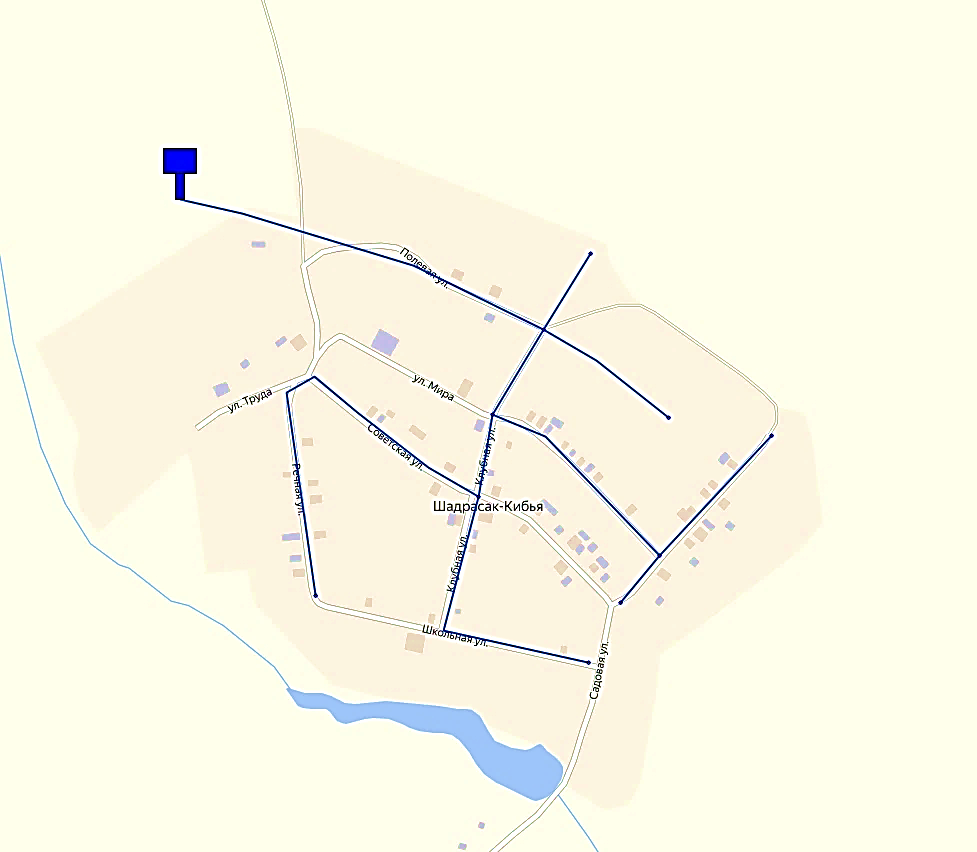 Полевая ул.
ул. Мира
ул. Труда
Советская ул.
Клубная ул.
Речная ул.
Шадрасак-Кибья
Клубная ул.
Школьная ул.
Садовая ул.